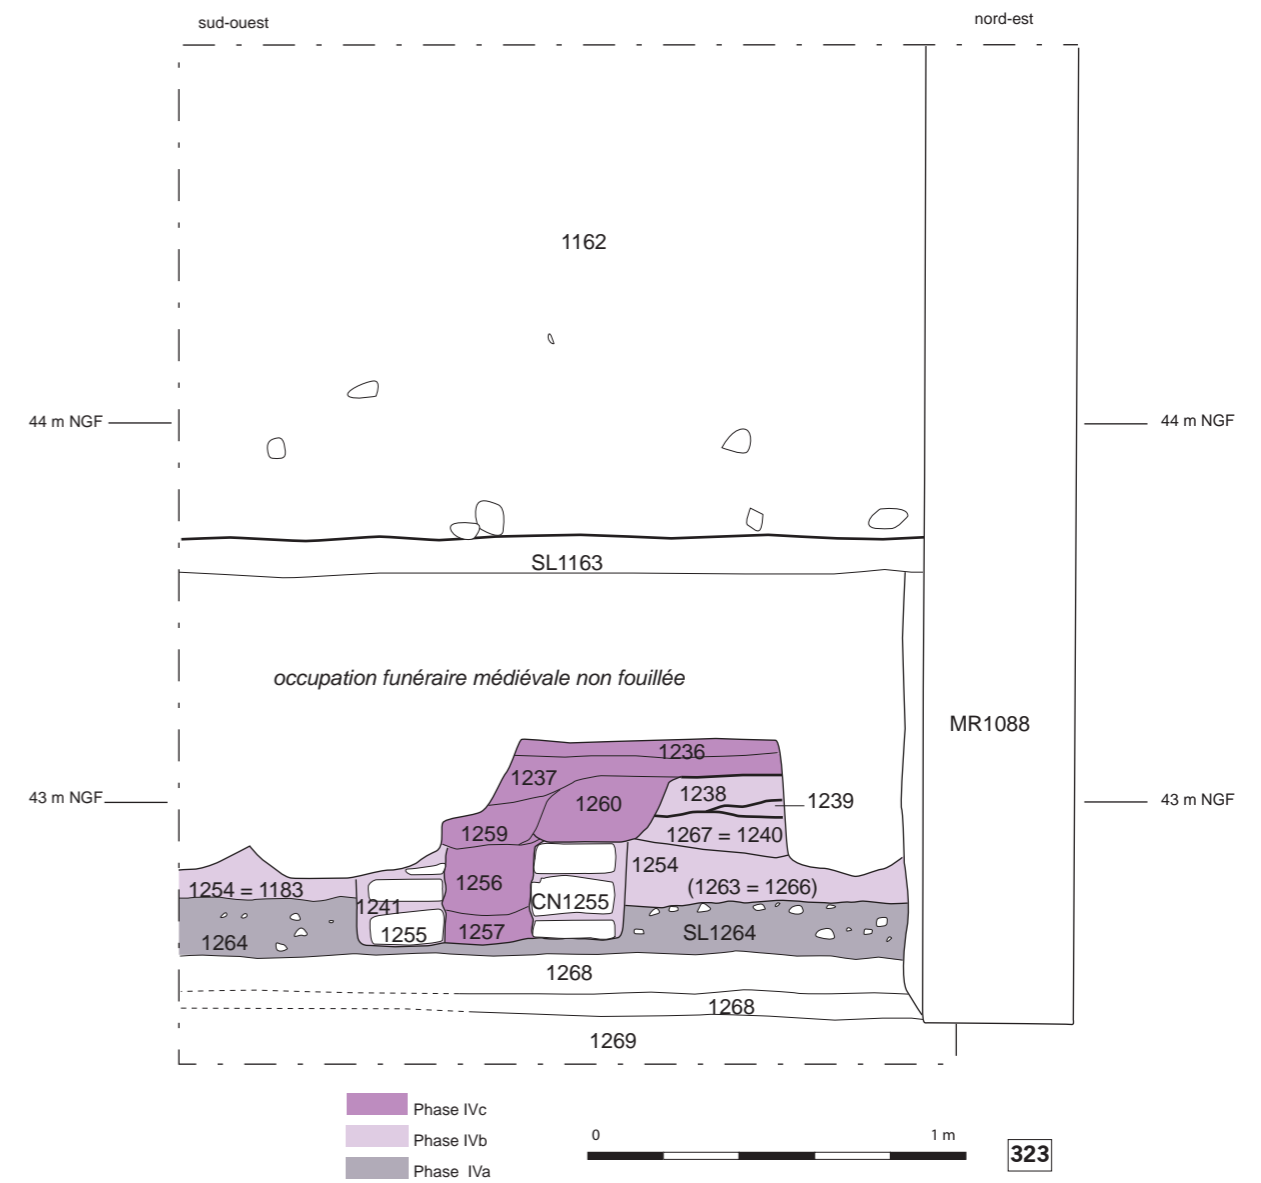 sud-ouest
nord-est
1162
44 m NGF
44 m NGF
SL1163
occupation funéraire médiévale non fouillée
MR1088
1236
1237
1238
43 m NGF
1260
1239
43 m NGF
1259
1267 = 1240
1254
1256
1254 = 1183
(1263 = 1266)
CN1255
1241
1255
1257
SL1264
1264
1268
1268
1269
Phase IVc
Phase IVb
Phase IVa
0
1 m
323